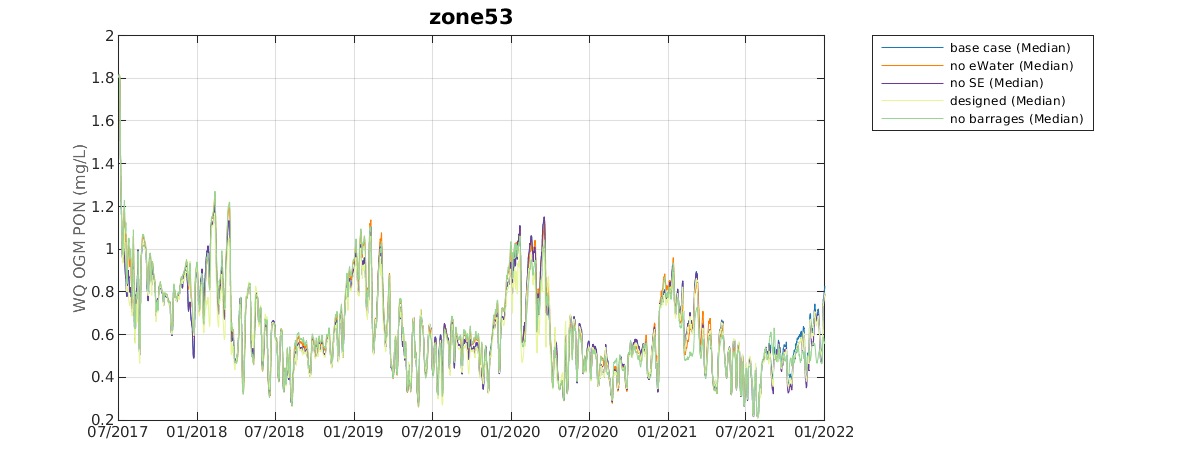 zone53
WQ OGM PON (mg/L)
2
1.8
1.6
1.4
1.2
1
0.8
0.6
0.4
0.2
07/2017 01/2018 07/2018 01/2019 07/2019 01/2020 07/2020 01/2021 07/2021 01/2022
base case (Median)
no eWater (Median)
no SE (Median)
designed (Median)
no barrages (Median)